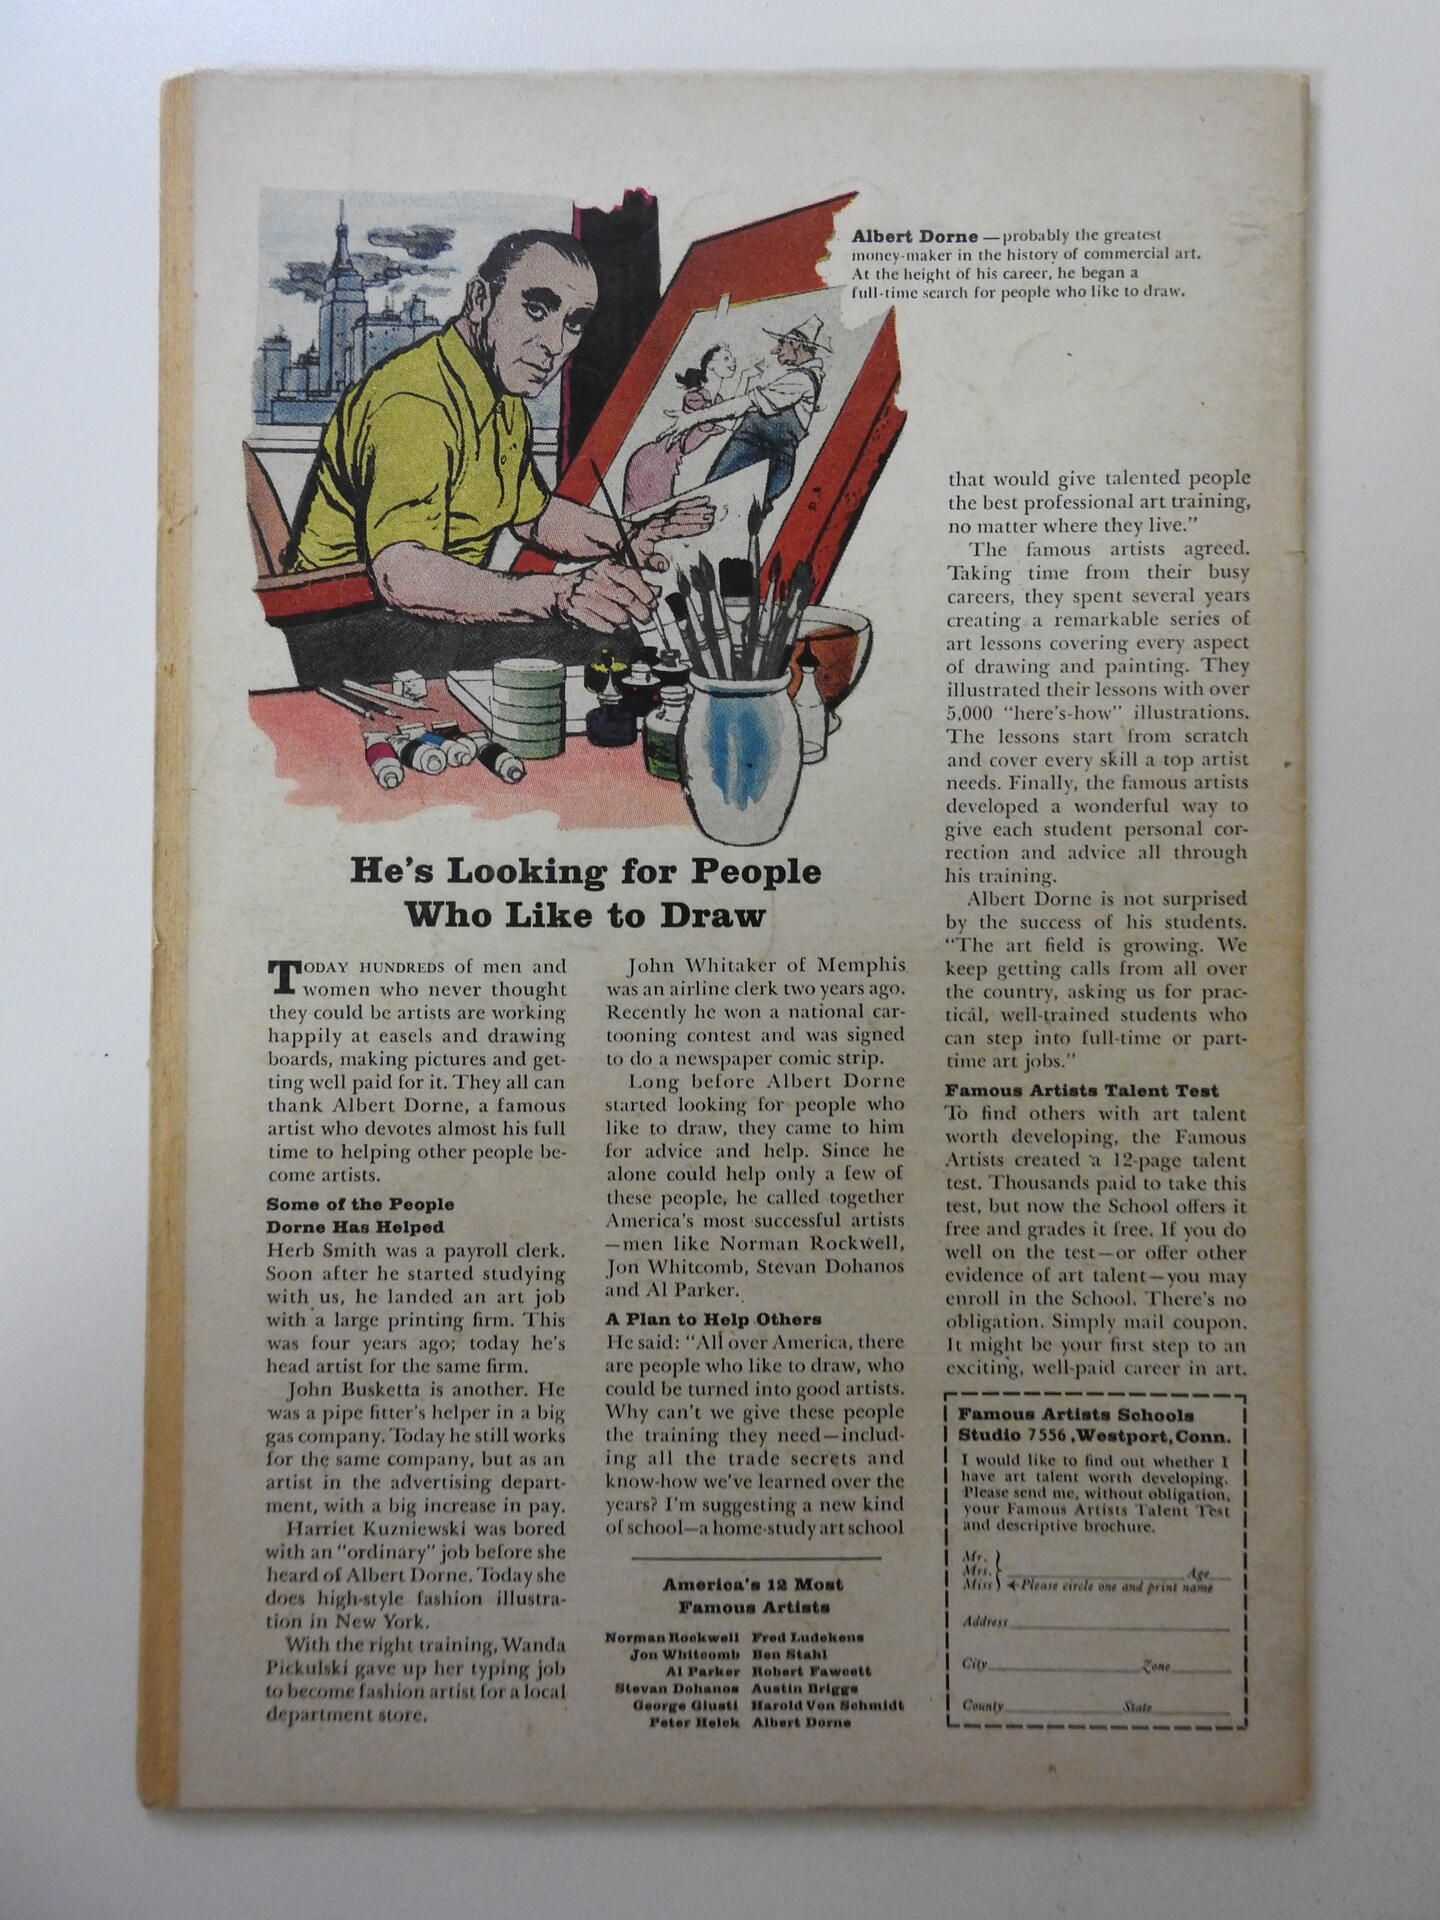 Albert Dorne — probably the greatest
money-maker in the history of commercial art.
At the height of his career, he began a
full-time search for people who like to draw.
He's Looking for People
Who Like to Draw
TODAY HUNDREDS of men and
women who never thought
they could be artists are working
happily at easels and drawing
boards, making pictures and get-
ting well paid for it. They all can
thank Albert Dorne, a famous
artist who devotes almost his full
time to helping other people be-
come artists.
Some of the People
Dorne Has Helped
Herb Smith was a payroll clerk.
Soon after he started studying
with us, he landed an art job
with a large printing firm. This
was four years ago; today he's
head artist for the same firm.
John Busketta is another. He
was a pipe fitter's helper in a big
gas company. Today he still works
for the same company, but as an
artist in the advertising depart-
ment, with a big increase in pay.
Harriet Kuzniewski was bored
with an "ordinary" job before she
heard of Albert Dorne. Today she
does high-style fashion illustra-
tion in New York.
With the right training, Wanda
Pickulski gave up her typing job
to become fashion artist for a local
department store.
John Whitaker of Memphis
was an airline clerk two years ago.
Recently he won a national car-
tooning contest and was signed
to do a newspaper comic strip.
Long before Albert Dorne
started looking for people who
like to draw, they came to him
for advice and help. Since he
alone could help only a few of
these people, he called together
America's most successful artists
—men like Norman Rockwell,
Jon Whitcomb, Stevan Dohanos
and Al Parker.
A Plan to Help Others
He said: "All over America, there
are people who like to draw, who
could be turned into good artists.
Why can't we give these people
the training they need—includ-
ing all the trade secrets and
know-how we've learned over the
years? I'm suggesting a new kind
of school—a home-study art school
America's 12 Most
Famous Artists
Norman Rockwell Fred Ludekens
Jon Whitcomb Ben Stahl
Al Parker Robert Fawcett
Stevan Dohanos Austin Briggs
George Giusti Harold Von Schmidt
Peter Helck Albert Dorne
that would give talented people
the best professional art training,
no matter where they live."
The famous artists agreed.
Taking time from their busy
careers, they spent several years
creating a remarkable series of
art lessons covering every aspect
of drawing and painting. They
illustrated their lessons with over
5,000 "here's-how" illustrations.
The lessons start from scratch
and cover every skill a top artist
needs. Finally, the famous artists
developed a wonderful way to
give each student personal cor-
rection and advice all through
his training.
Albert Dorne is not surprised
by the success of his students.
"The art field is growing. We
keep getting calls from all over
the country, asking us for prac-
tical, well-trained students who
can step into full-time or part-
time art jobs."
Famous Artists Talent Test
To find others with art talent
worth developing, the Famous
Artists created a 12-page talent
test. Thousands paid to take this
test, but now the School offers it
free and grades it free. If you do
well on the test—or offer other
evidence of art talent—you may
enroll in the School. There's no
obligation. Simply mail coupon.
It might be your first step to an
exciting, well-paid career in art.
Famous Artists Schools
Studio 7556, Westport, Conn.
I would like to find out whether I
have art talent worth developing.
Please send me, without obligation,
your Famous Artists Talent Test
and descriptive brochure.
Mr.
Mrs. Age
Miss Please circle one and print name
Address
City Zone
County State